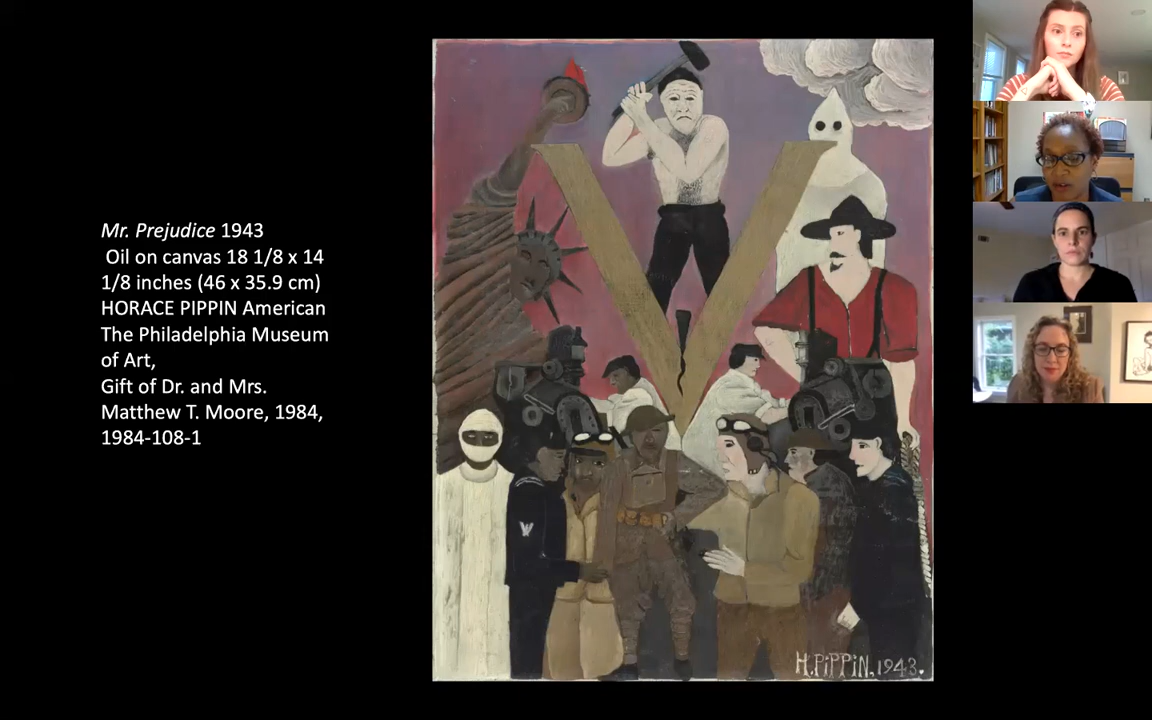 Mr. Prejudice 1943
Oil on canvas 18 1/8 x 14
1/8 inches (46 x 35.9 cm)
HORACE PIPPIN American
The Philadelphia Museum
of Art,
Gift of Dr. and Mrs.
Matthew T. Moore, 1984,
1984-108-1
H. PiPPiN, 1943.